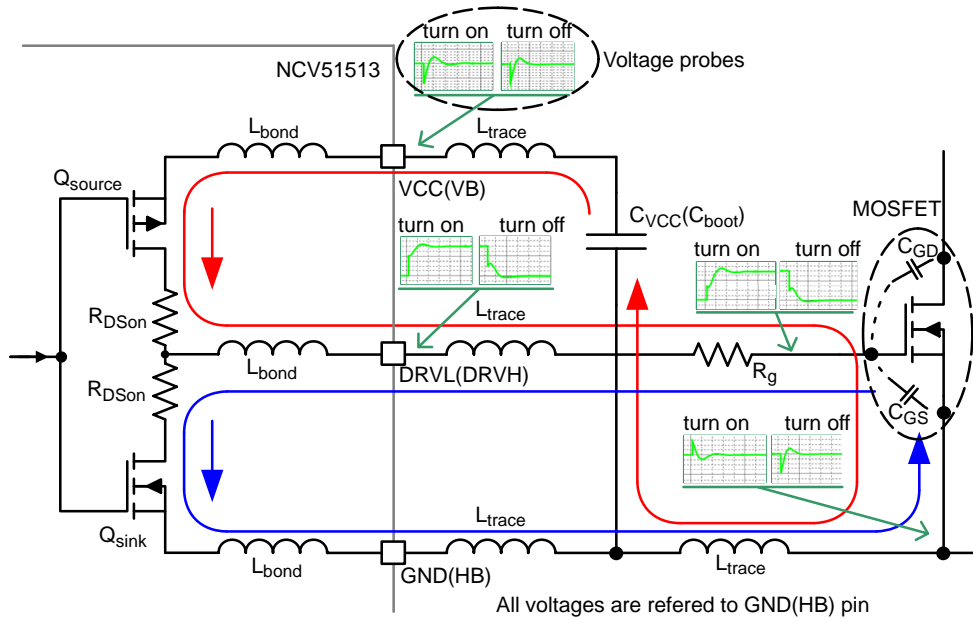 turn on turn off
Voltage probes
NCV51513
Lbond
Ltrace
Qsource
VCC(VB)
CVCC(Cboot)
MOSFET
turn on turn off
turn on turn off
CGD
RDSon
Ltrace
Lbond
DRVL(DRVH)
Rg
RDSon
CGS
turn on turn off
Qsink
Ltrace
Lbond
GND(HB)
Ltrace
All voltages are refered to GND(HB) pin